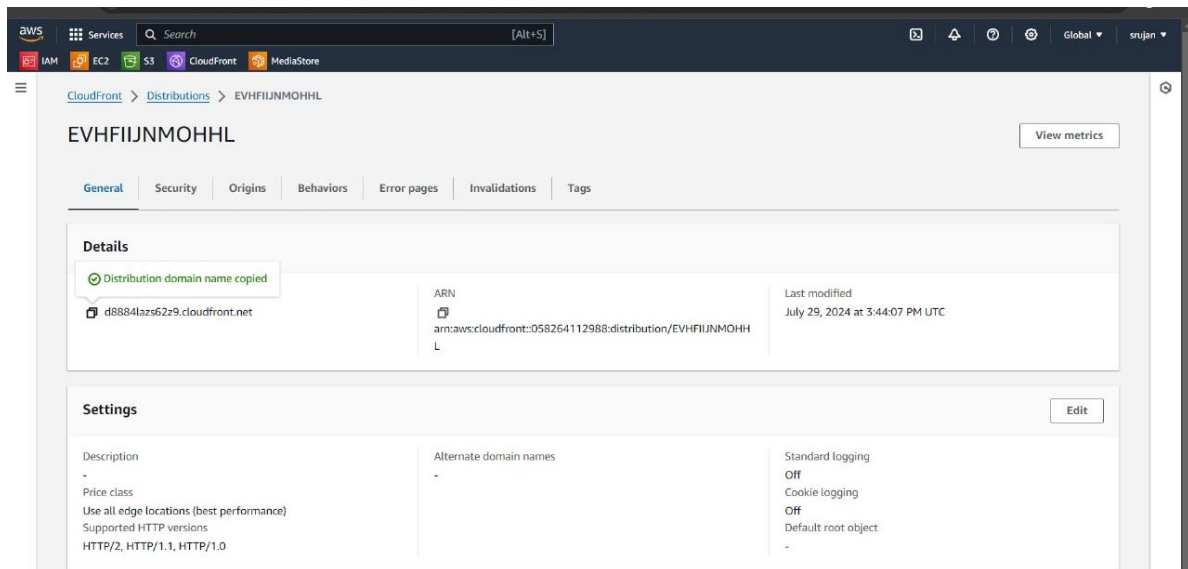 aws
Services
Search
[Alt+S]
Global
srujan
IAM
EC2
S3
CloudFront
MediaStore
CloudFront > Distributions > EVHFIIJNMOHHL
EVHFIIJNMOHHL
View metrics
General
Security
Origins
Behaviors
Error pages
Invalidations
Tags
Details
Distribution domain name copied
d8884lazs62z9.cloudfront.net
ARN
arn:aws:cloudfront::058264112988:distribution/EVHFIIJNMOHH
L
Last modified
July 29, 2024 at 3:44:07 PM UTC
Settings
Edit
Description
-
Price class
Use all edge locations (best performance)
Supported HTTP versions
HTTP/2, HTTP/1.1, HTTP/1.0
Alternate domain names
-
Standard logging
Off
Cookie logging
Off
Default root object
-